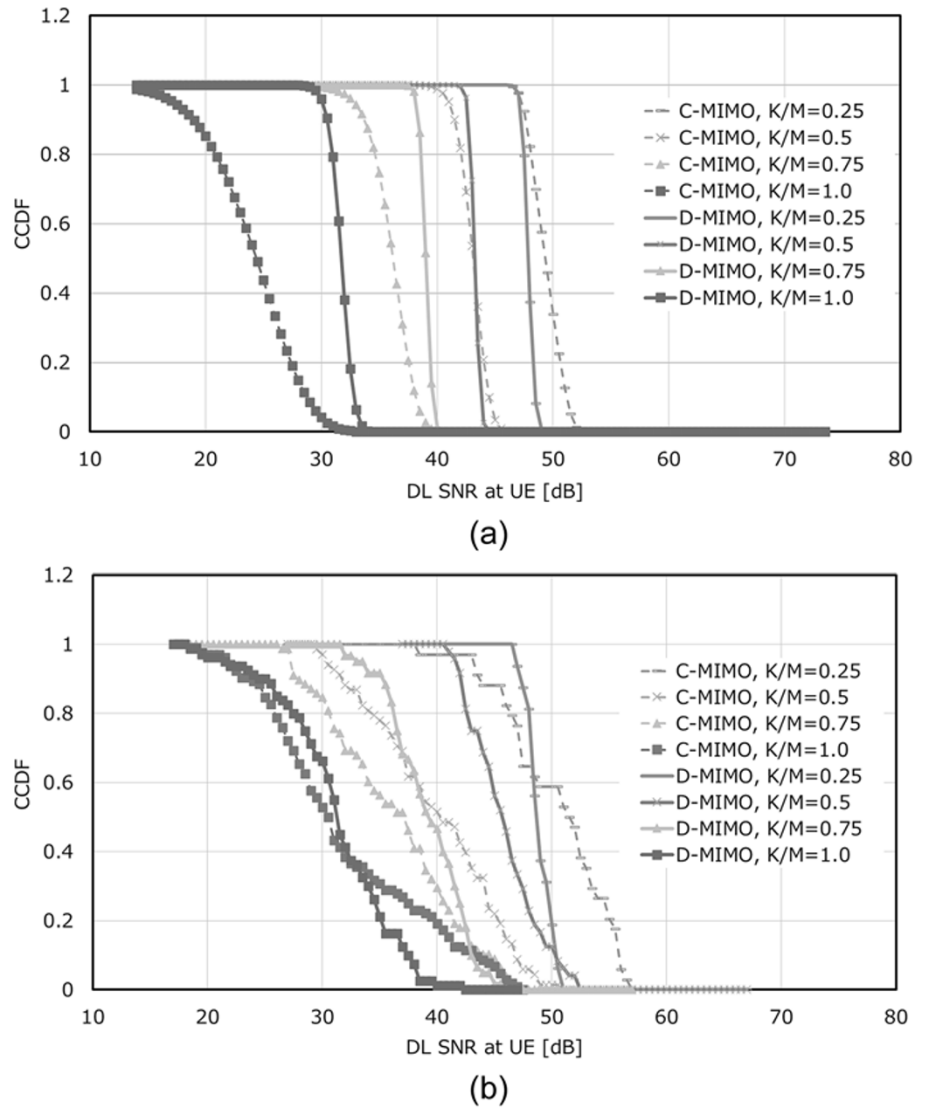 1.2
1
0.8
0.6
0.4
0.2
0
CCDF
10 20 30 40 50 60 70 80
DL SNR at UE [dB]
C-MIMO, K/M=0.25
C-MIMO, K/M=0.5
C-MIMO, K/M=0.75
C-MIMO, K/M=1.0
D-MIMO, K/M=0.25
D-MIMO, K/M=0.5
D-MIMO, K/M=0.75
D-MIMO, K/M=1.0
(a)
1.2
1
0.8
0.6
0.4
0.2
0
CCDF
10 20 30 40 50 60 70 80
DL SNR at UE [dB]
C-MIMO, K/M=0.25
C-MIMO, K/M=0.5
C-MIMO, K/M=0.75
C-MIMO, K/M=1.0
D-MIMO, K/M=0.25
D-MIMO, K/M=0.5
D-MIMO, K/M=0.75
D-MIMO, K/M=1.0
(b)